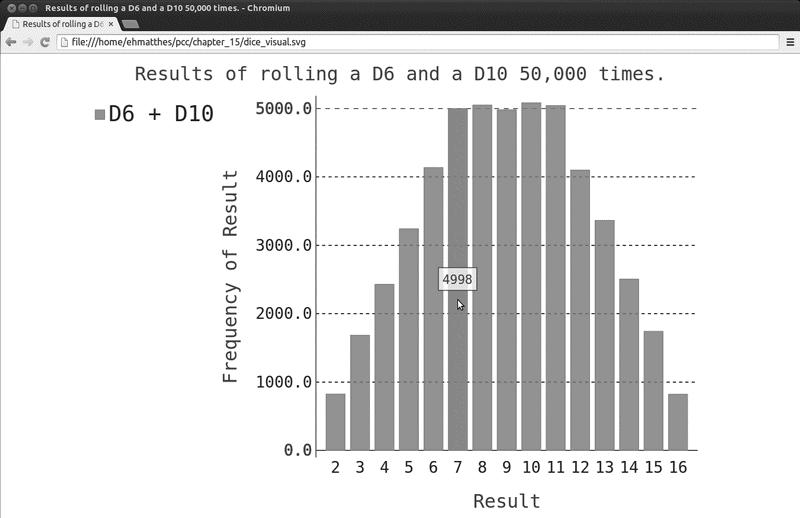 Results of rolling a D6 and a D10 50,000 times. - Chromium
Results of rolling a D6
file:///home/ehmatthes/pcc/chapter_15/dice_visual.svg
Results of rolling a D6 and a D10 50,000 times.
D6 + D10
Frequency of Result
5000.0
4000.0
3000.0
2000.0
1000.0
0.0
4998
2 3 4 5 6 7 8 9 10 11 12 13 14 15 16
Result